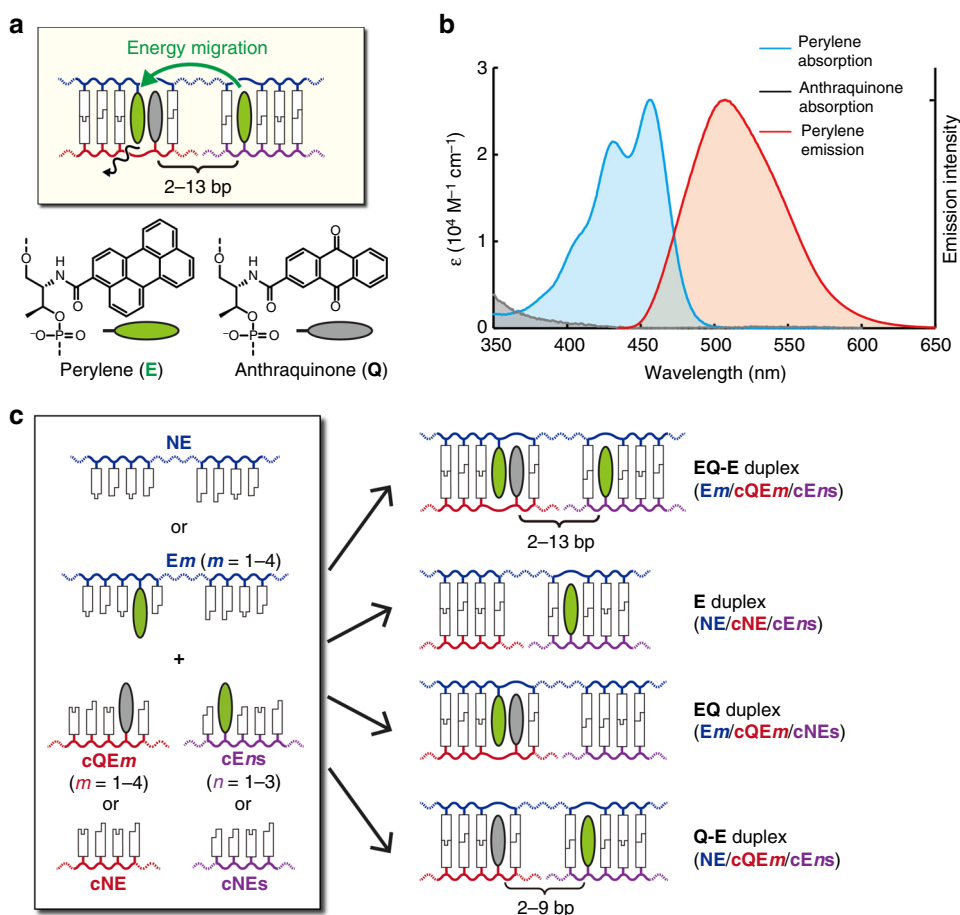 a
Energy migration
2–13 bp
O
NH
O
O
⁻O–P=O
O
Perylene (E)
O
NH
O
O
O
O
⁻O–P=O
O
Anthraquinone (Q)
b
Perylene
absorption
Anthraquinone
absorption
Perylene
emission
3
2
1
0
ε (10⁴ M⁻¹ cm⁻¹)
Emission intensity
350 400 450 500 550 600 650
Wavelength (nm)
c
NE
or
Em (m = 1–4)
+
cQEm
(m = 1–4)
or
cNE
cEns
(n = 1–3)
or
cNEs
EQ-E duplex
(Em/cQEm/cEns)
2–13 bp
E duplex
(NE/cNE/cEns)
EQ duplex
(Em/cQEm/cNEs)
Q-E duplex
(NE/cQEm/cEns)
2–9 bp